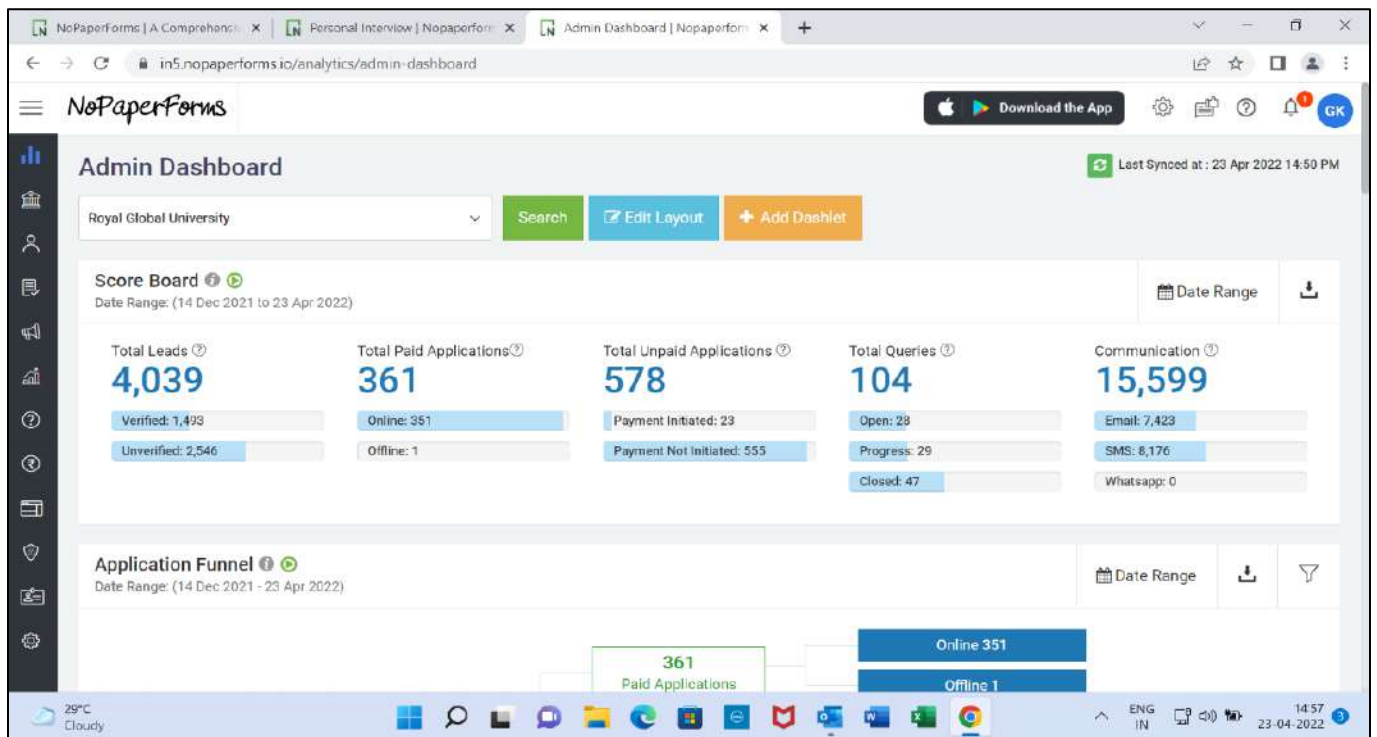 NoPaperForms | A Comprehensi
Personal Interview | Nopaperform
Admin Dashboard | Nopaperform
in5.nopaperforms.io/analytics/admin-dashboard
NoPaperForms
Download the App
1
GK
Admin Dashboard
Last Synced at : 23 Apr 2022 14:50 PM
Royal Global University
Search
Edit Layout
+ Add Dashlet
Score Board
Date Range: (14 Dec 2021 to 23 Apr 2022)
Date Range
Total Leads
Total Paid Applications
Total Unpaid Applications
Total Queries
Communication
4,039
361
578
104
15,599
Verified: 1,493
Online: 351
Payment Initiated: 23
Open: 28
Email: 7,423
Unverified: 2,546
Offline: 1
Payment Not Initiated: 555
Progress: 29
SMS: 8,176
Closed: 47
Whatsapp: 0
Application Funnel
Date Range: (14 Dec 2021 - 23 Apr 2022)
Date Range
361
Paid Applications
Online 351
Offline 1
29°C
Cloudy
ENG
IN
14:57
23-04-2022
3